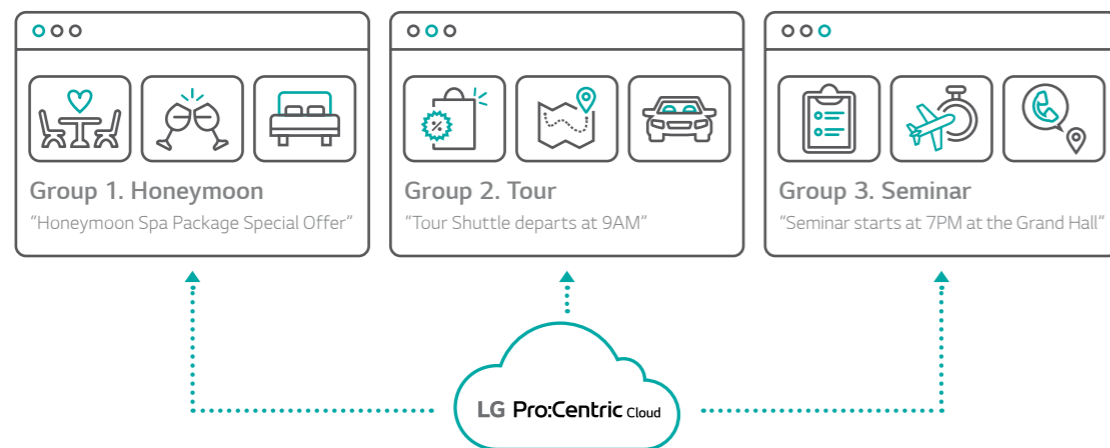 Group 1. Honeymoon
"Honeymoon Spa Package Special Offer"
Group 2. Tour
"Tour Shuttle departs at 9AM"
Group 3. Seminar
"Seminar starts at 7PM at the Grand Hall"
%
LG Pro:Centric Cloud